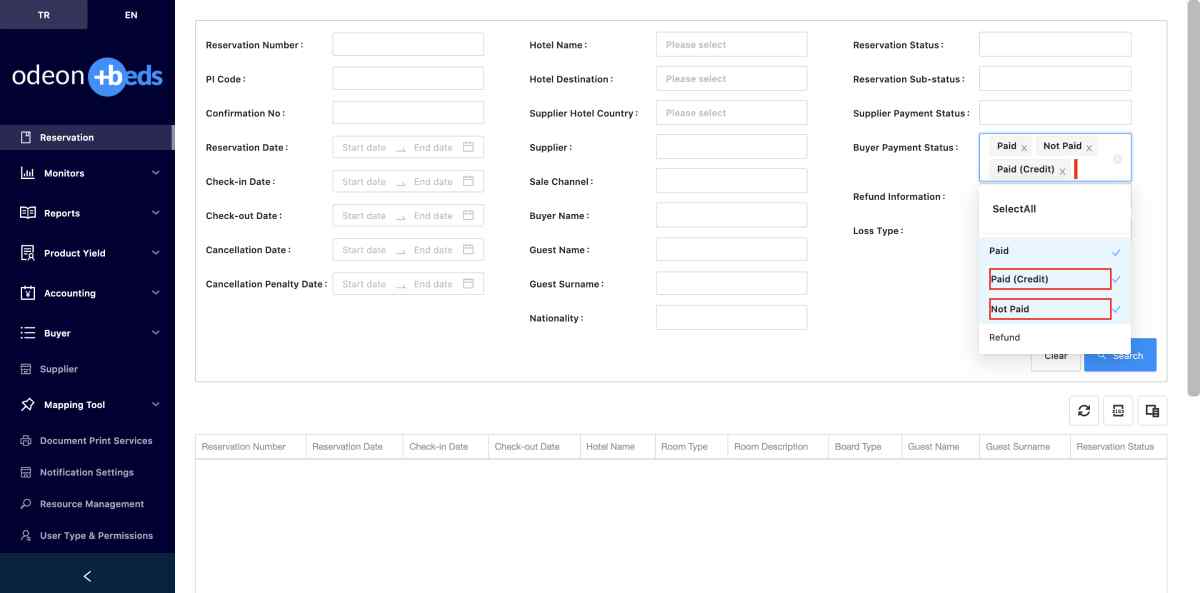 TR
EN
odeon +beds
Reservation
Monitors
Reports
Product Yield
Accounting
Buyer
Supplier
Mapping Tool
Document Print Services
Notification Settings
Resource Management
User Type & Permissions
Reservation Number :
PI Code :
Confirmation No :
Reservation Date : Start date End date
Check-in Date : Start date End date
Check-out Date : Start date End date
Cancellation Date : Start date End date
Cancellation Penalty Date : Start date End date
Hotel Name : Please select
Hotel Destination : Please select
Supplier Hotel Country : Please select
Supplier :
Sale Channel :
Buyer Name :
Guest Name :
Guest Surname :
Nationality :
Reservation Status :
Reservation Sub-status :
Supplier Payment Status :
Buyer Payment Status : Paid Not Paid
Paid (Credit)
Refund Information :
Loss Type :
SelectAll
Paid
Paid (Credit)
Not Paid
Refund
Clear Search
Reservation Number Reservation Date Check-in Date Check-out Date Hotel Name Room Type Room Description Board Type Guest Name Guest Surname Reservation Status